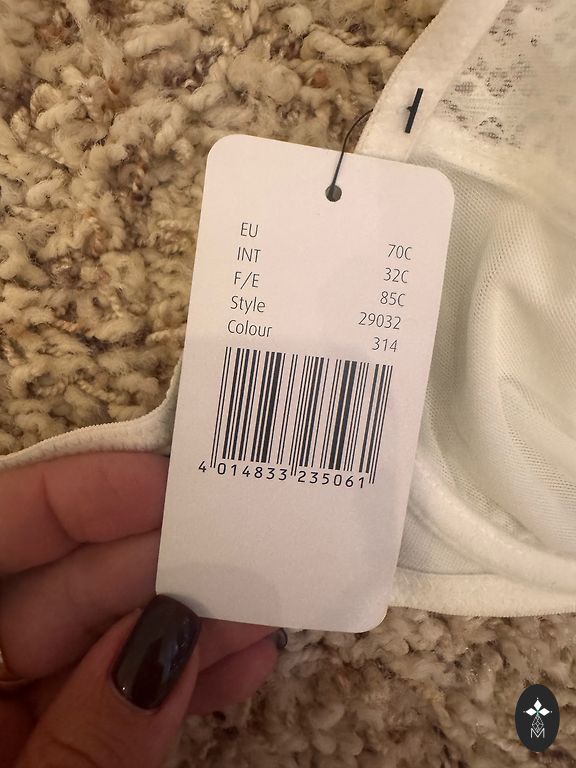 EU 70C
INT 32C
F/E 85C
Style 29032
Colour 314
4 014833 235061
M